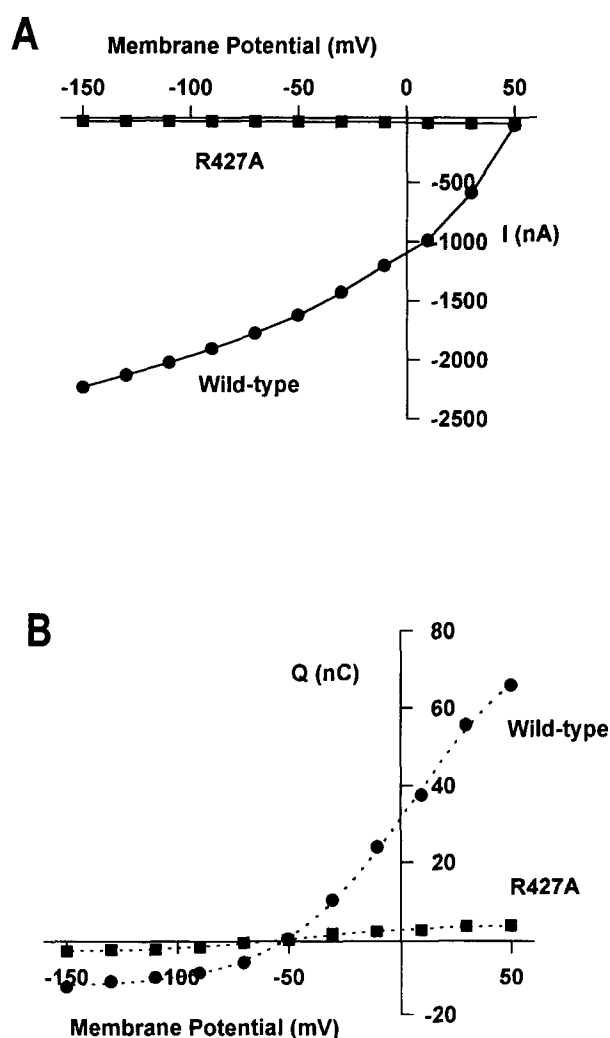 A
Membrane Potential (mV)
-150 -100 -50 0 50
R427A
-500
-1000 I (nA)
-1500
Wild-type
-2000
-2500
B
80
Q (nC)
60
Wild-type
40
20
R427A
-150 -100 -50 50
-20
Membrane Potential (mV)